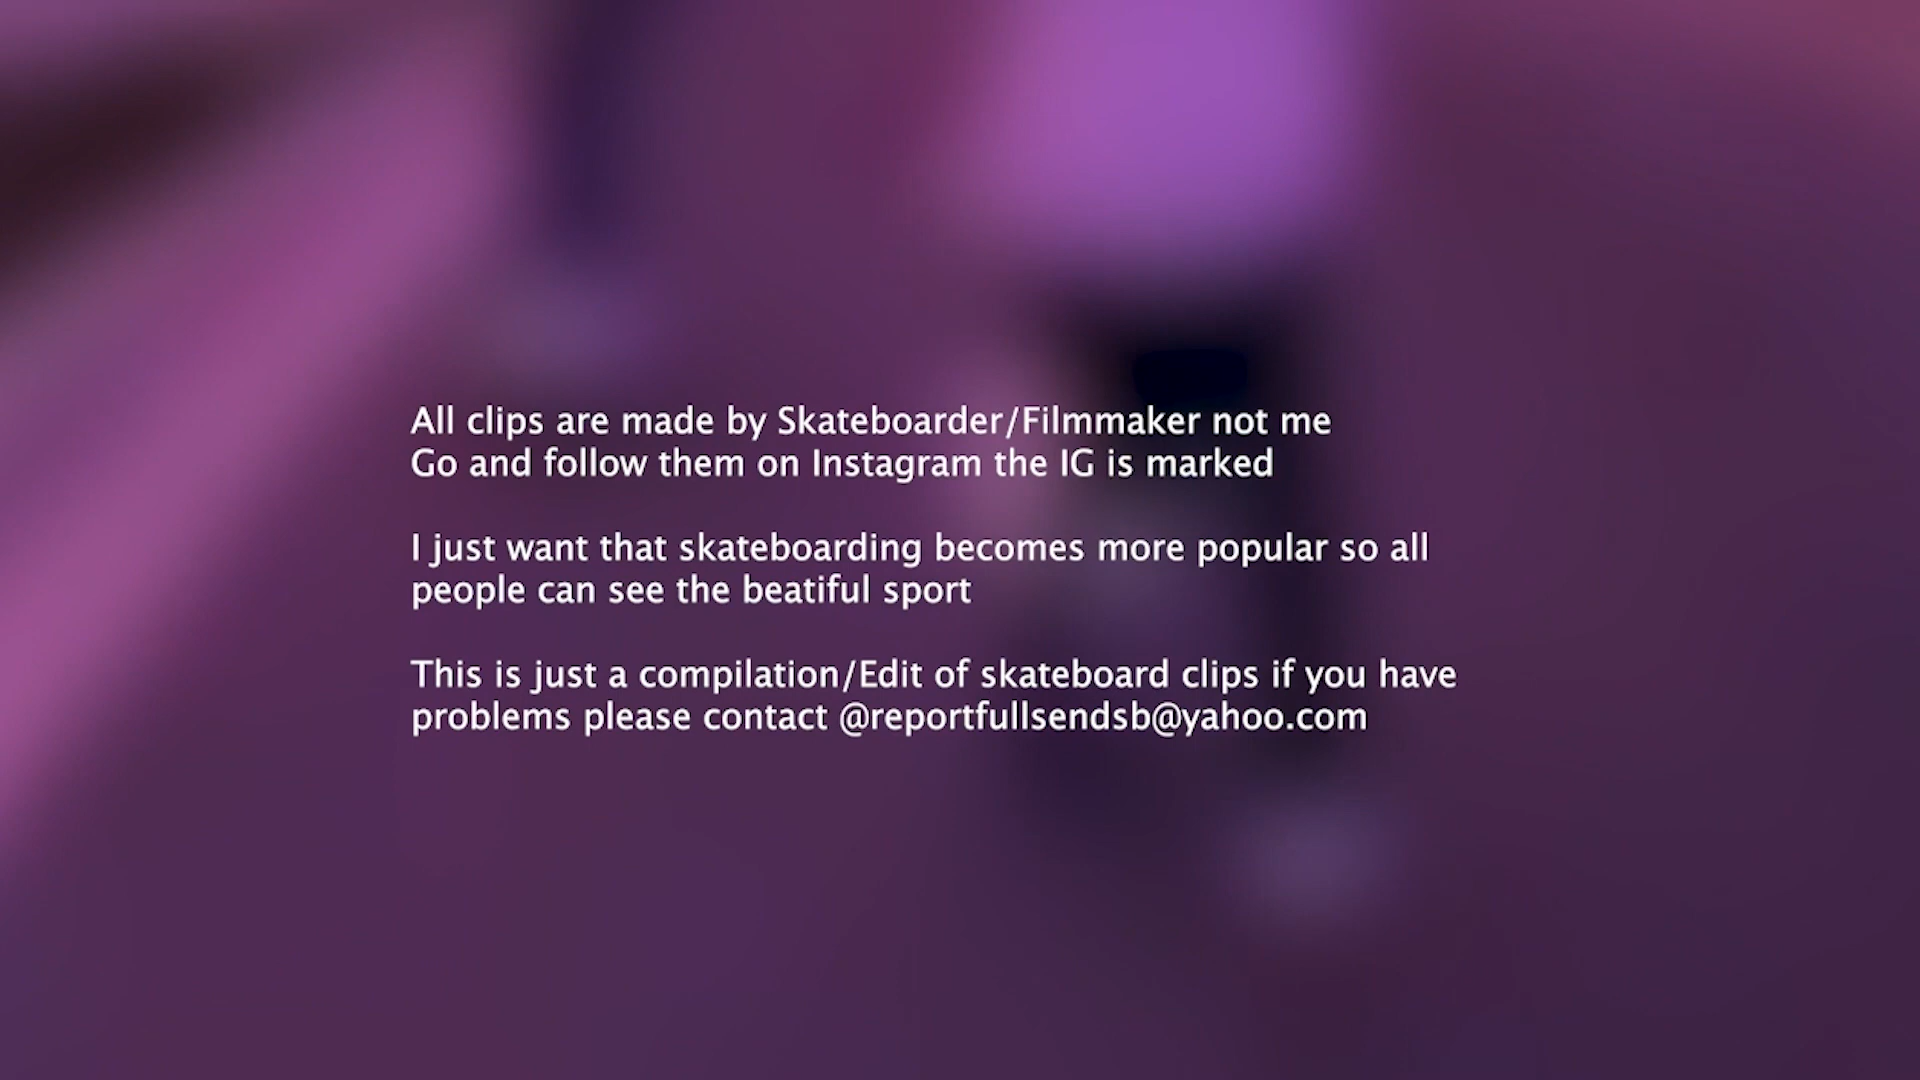 All clips are made by Skateboarder/Filmmaker not me
Go and follow them on Instagram the IG is marked
I just want that skateboarding becomes more popular so all
people can see the beatiful sport
This is just a compilation/Edit of skateboard clips if you have
problems please contact @reportfullsendsb@yahoo.com